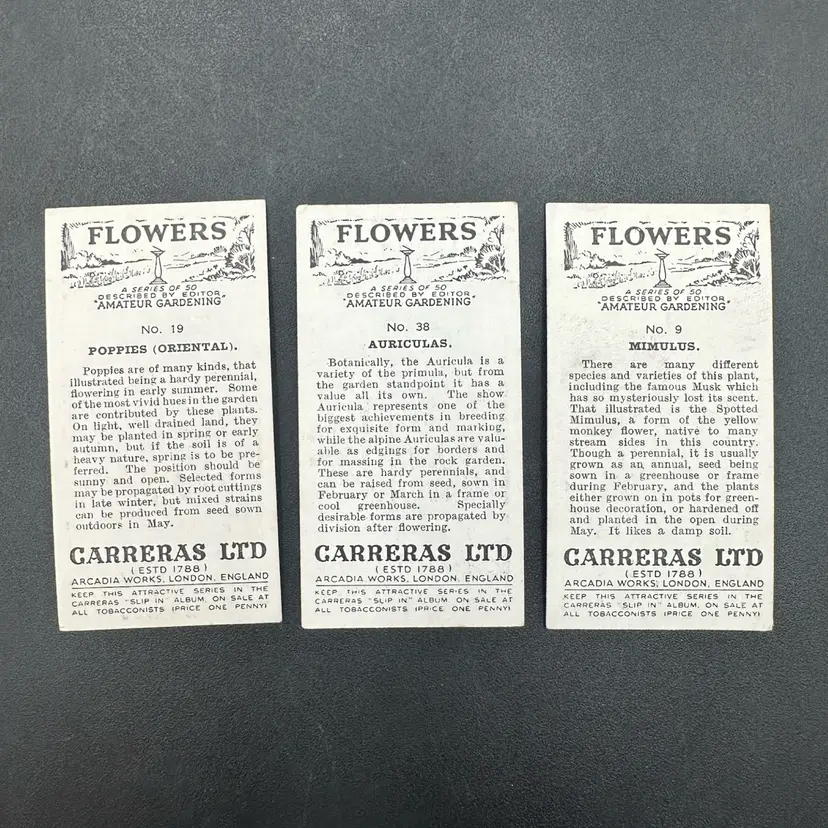 FLOWERS
A SERIES OF 50
DESCRIBED BY EDITOR
"AMATEUR GARDENING"
No. 19
POPPIES (ORIENTAL).
Poppies are of many kinds, that
illustrated being a hardy perennial,
flowering in early summer. Some
of the most vivid hues in the garden
are contributed by these plants.
On light, well drained land, they
may be planted in spring or early
autumn, but if the soil is of a
heavy nature, spring is to be pre-
ferred. The position should be
sunny and open. Selected forms
may be propagated by root cuttings
in late winter, but mixed strains
can be produced from seed sown
outdoors in May.
CARRERAS LTD
(ESTD 1788)
ARCADIA WORKS, LONDON, ENGLAND
KEEP THIS ATTRACTIVE SERIES IN THE
CARRERAS "SLIP IN" ALBUM, ON SALE AT
ALL TOBACCONISTS (PRICE ONE PENNY)
FLOWERS
A SERIES OF 50
DESCRIBED BY EDITOR
"AMATEUR GARDENING"
No. 38
AURICULAS.
Botanically, the Auricula is a
variety of the primula, but from
the garden standpoint it has a
value all its own. The show
Auricula represents one of the
biggest achievements in breeding
for exquisite form and marking,
while the alpine Auriculas are valu-
able as edgings for borders and
for massing in the rock garden.
These are hardy perennials, and
can be raised from seed, sown in
February or March in a frame or
cool greenhouse. Specially
desirable forms are propagated by
division after flowering.
CARRERAS LTD
(ESTD 1788)
ARCADIA WORKS, LONDON, ENGLAND
KEEP THIS ATTRACTIVE SERIES IN THE
CARRERAS "SLIP IN" ALBUM, ON SALE AT
ALL TOBACCONISTS (PRICE ONE PENNY)
FLOWERS
A SERIES OF 50
DESCRIBED BY EDITOR
"AMATEUR GARDENING"
No. 9
MIMULUS.
There are many different
species and varieties of this plant,
including the famous Musk which
has so mysteriously lost its scent.
That illustrated is the Spotted
Mimulus, a form of the yellow
monkey flower, native to many
stream sides in this country.
Though a perennial, it is usually
grown as an annual, seed being
sown in a greenhouse or frame
during February, and the plants
either grown on in pots for green-
house decoration, or hardened off
and planted in the open during
May. It likes a damp soil.
CARRERAS LTD
(ESTD 1788)
ARCADIA WORKS, LONDON, ENGLAND
KEEP THIS ATTRACTIVE SERIES IN THE
CARRERAS "SLIP IN" ALBUM, ON SALE AT
ALL TOBACCONISTS (PRICE ONE PENNY)